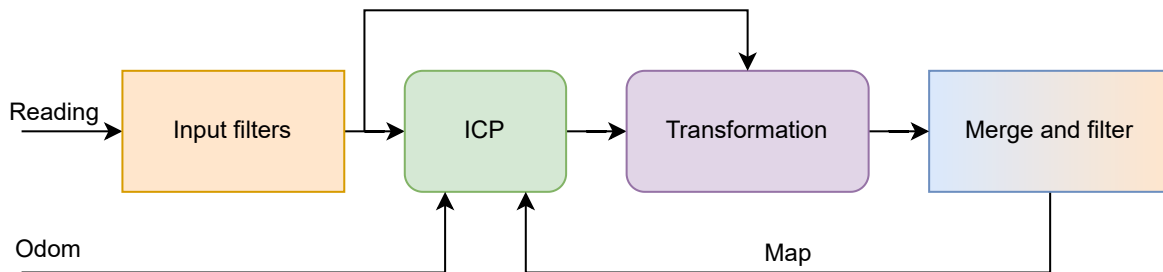 Reading
Input filters
ICP
Transformation
Merge and filter
Odom
Map